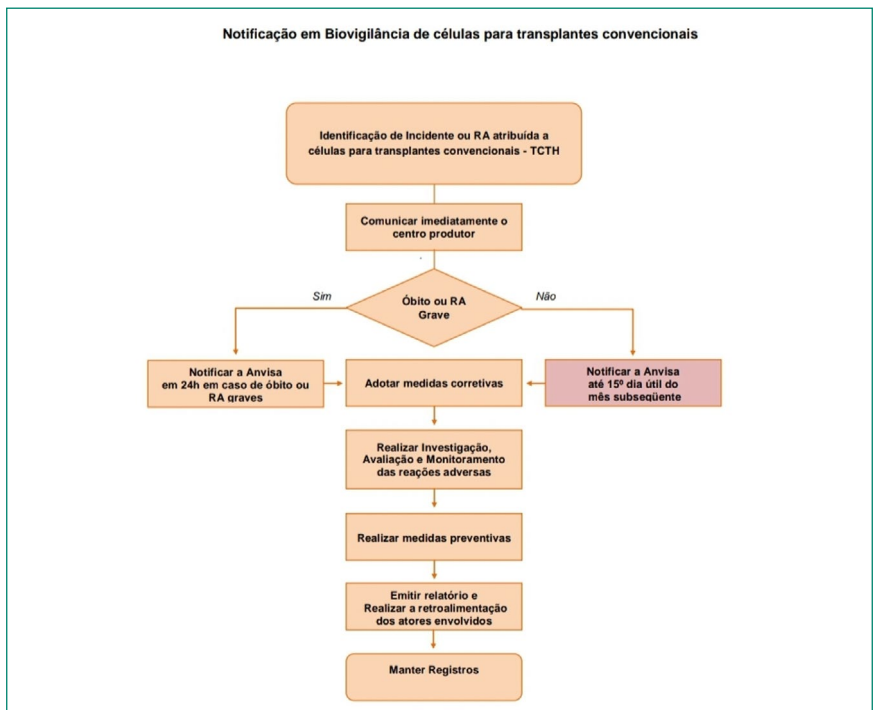 Notificação em Biovigilância de células para transplantes convencionais
Identificação de Incidente ou RA atribuída a
células para transplantes convencionais - TCTH
Comunicar imediatamente o
centro produtor
Óbito ou RA
Grave
Sim
Não
Notificar a Anvisa
em 24h em caso de óbito ou
RA graves
Adotar medidas corretivas
Notificar a Anvisa
até 15º dia útil do
mês subseqüente
Realizar Investigação,
Avaliação e Monitoramento
das reações adversas
Realizar medidas preventivas
Emitir relatório e
Realizar a retroalimentação
dos atores envolvidos
Manter Registros